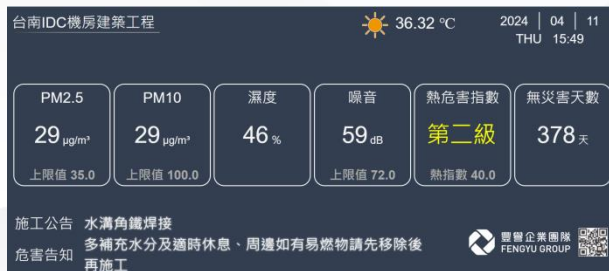 台南IDC機房建築工程
36.32 ℃
2024 | 04 | 11
THU 15:49
PM2.5
29 μg/m³
上限值 35.0
PM10
29 μg/m³
上限值 100.0
濕度
46 %
噪音
59 dB
上限值 72.0
熱危害指數
第二級
熱指數 40.0
無災害天數
378 天
施工公告 水溝角鐵焊接
危害告知 多補充水分及適時休息、周邊如有易燃物請先移除後
再施工
豐譽企業團隊
FENGYU GROUP